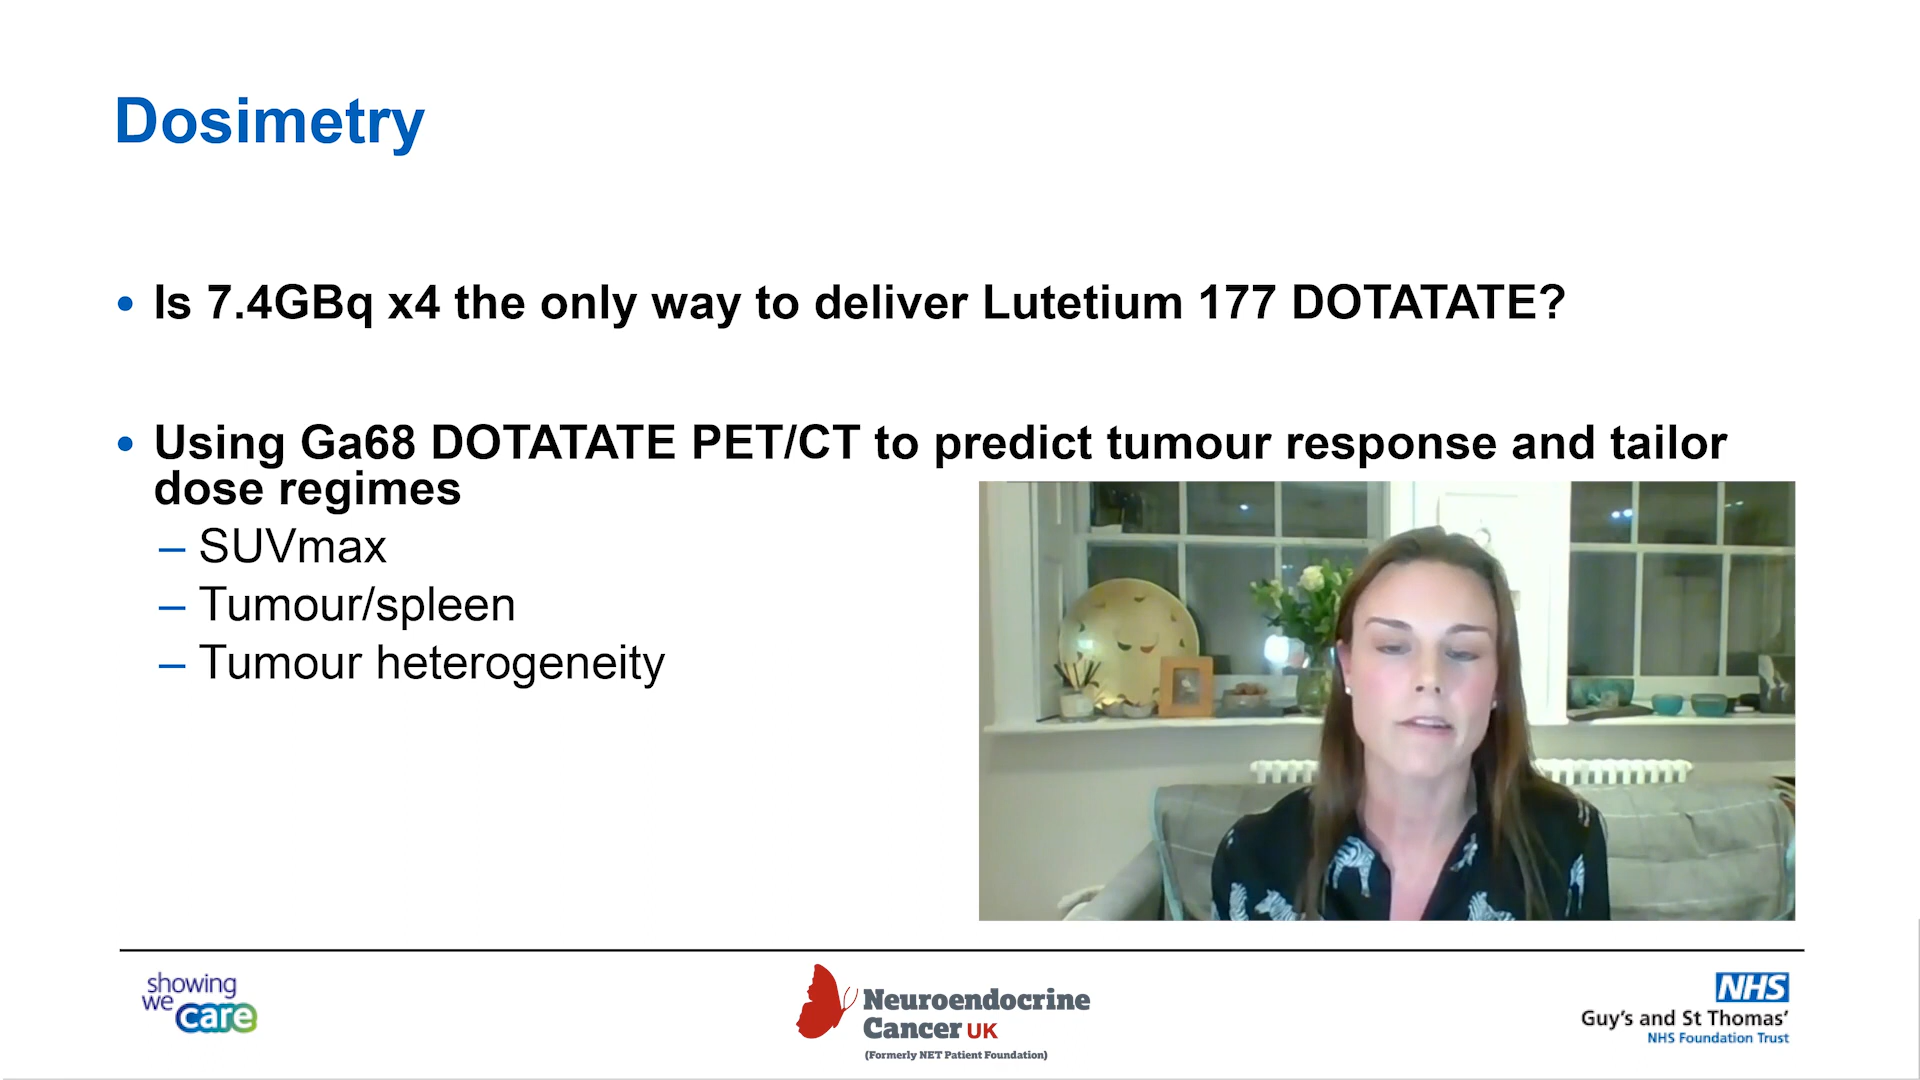 Dosimetry
• Is 7.4GBq x4 the only way to deliver Lutetium 177 DOTATATE?
• Using Ga68 DOTATATE PET/CT to predict tumour response and tailor
dose regimes
– SUVmax
– Tumour/spleen
– Tumour heterogeneity
showing
we care
Neuroendocrine
Cancer UK
(Formerly NET Patient Foundation)
NHS
Guy's and St Thomas'
NHS Foundation Trust